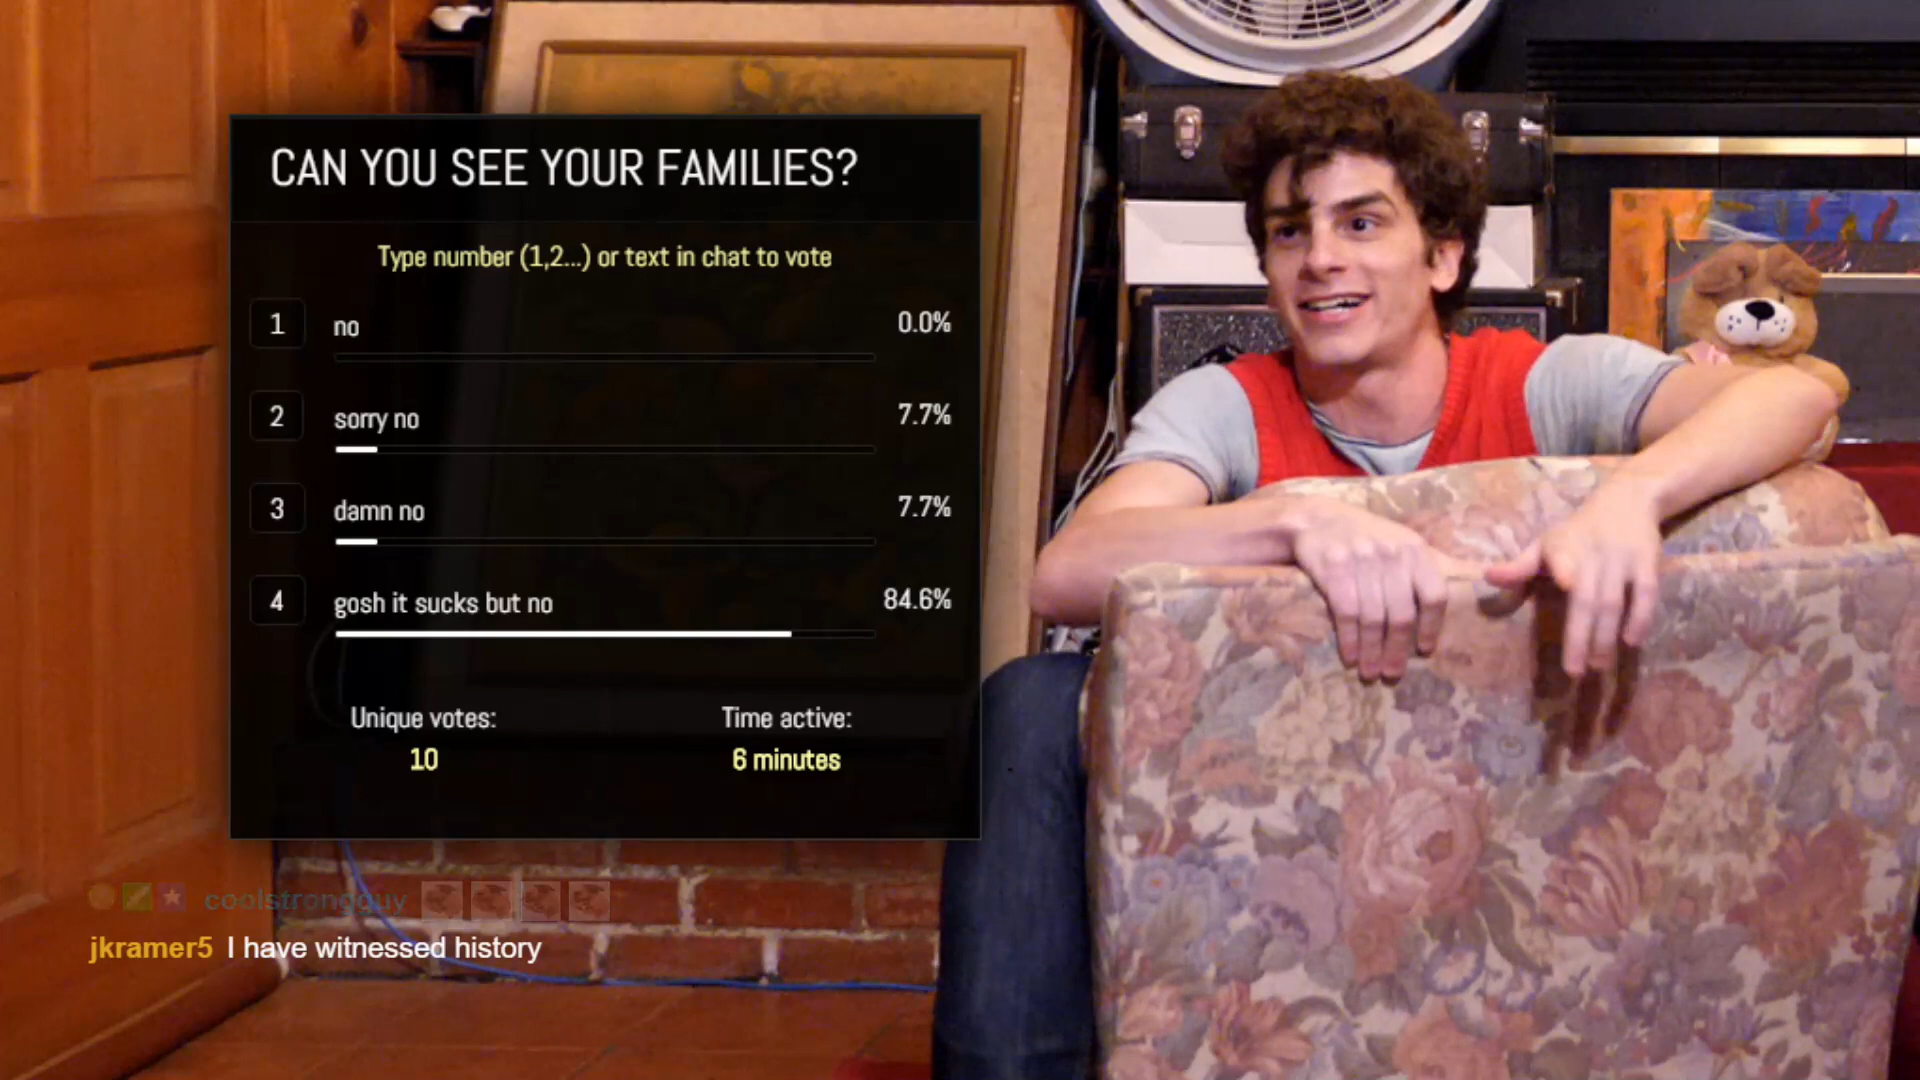 CAN YOU SEE YOUR FAMILIES?
Type number (1,2...) or text in chat to vote
1 no 0.0%
2 sorry no 7.7%
3 damn no 7.7%
4 gosh it sucks but no 84.6%
Unique votes: Time active:
10 6 minutes
coolstrongguy
jkramer5 I have witnessed history